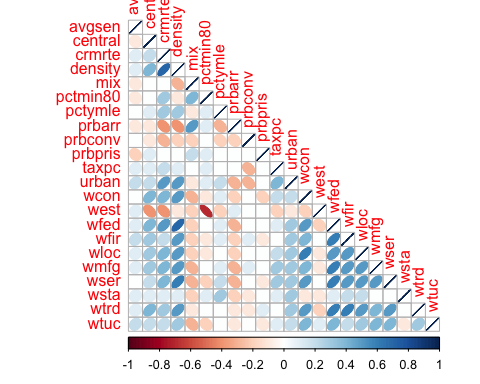 avgsen
central
crmrte
density
mix
pctmin80
pctymle
prbarr
prbconv
prbpris
taxpc
urban
wcon
west
wfed
wfir
wloc
wmfg
wser
wsta
wtrd
wtuc
crmrte
density
mix
pctmin80
pctymle
prbarr
prbconv
prbpris
taxpc
urban
wcon
west
wfed
wfir
wloc
wmfg
wser
wsta
wtrd
wtuc
-1 -0.8 -0.6 -0.4 -0.2 0 0.2 0.4 0.6 0.8 1